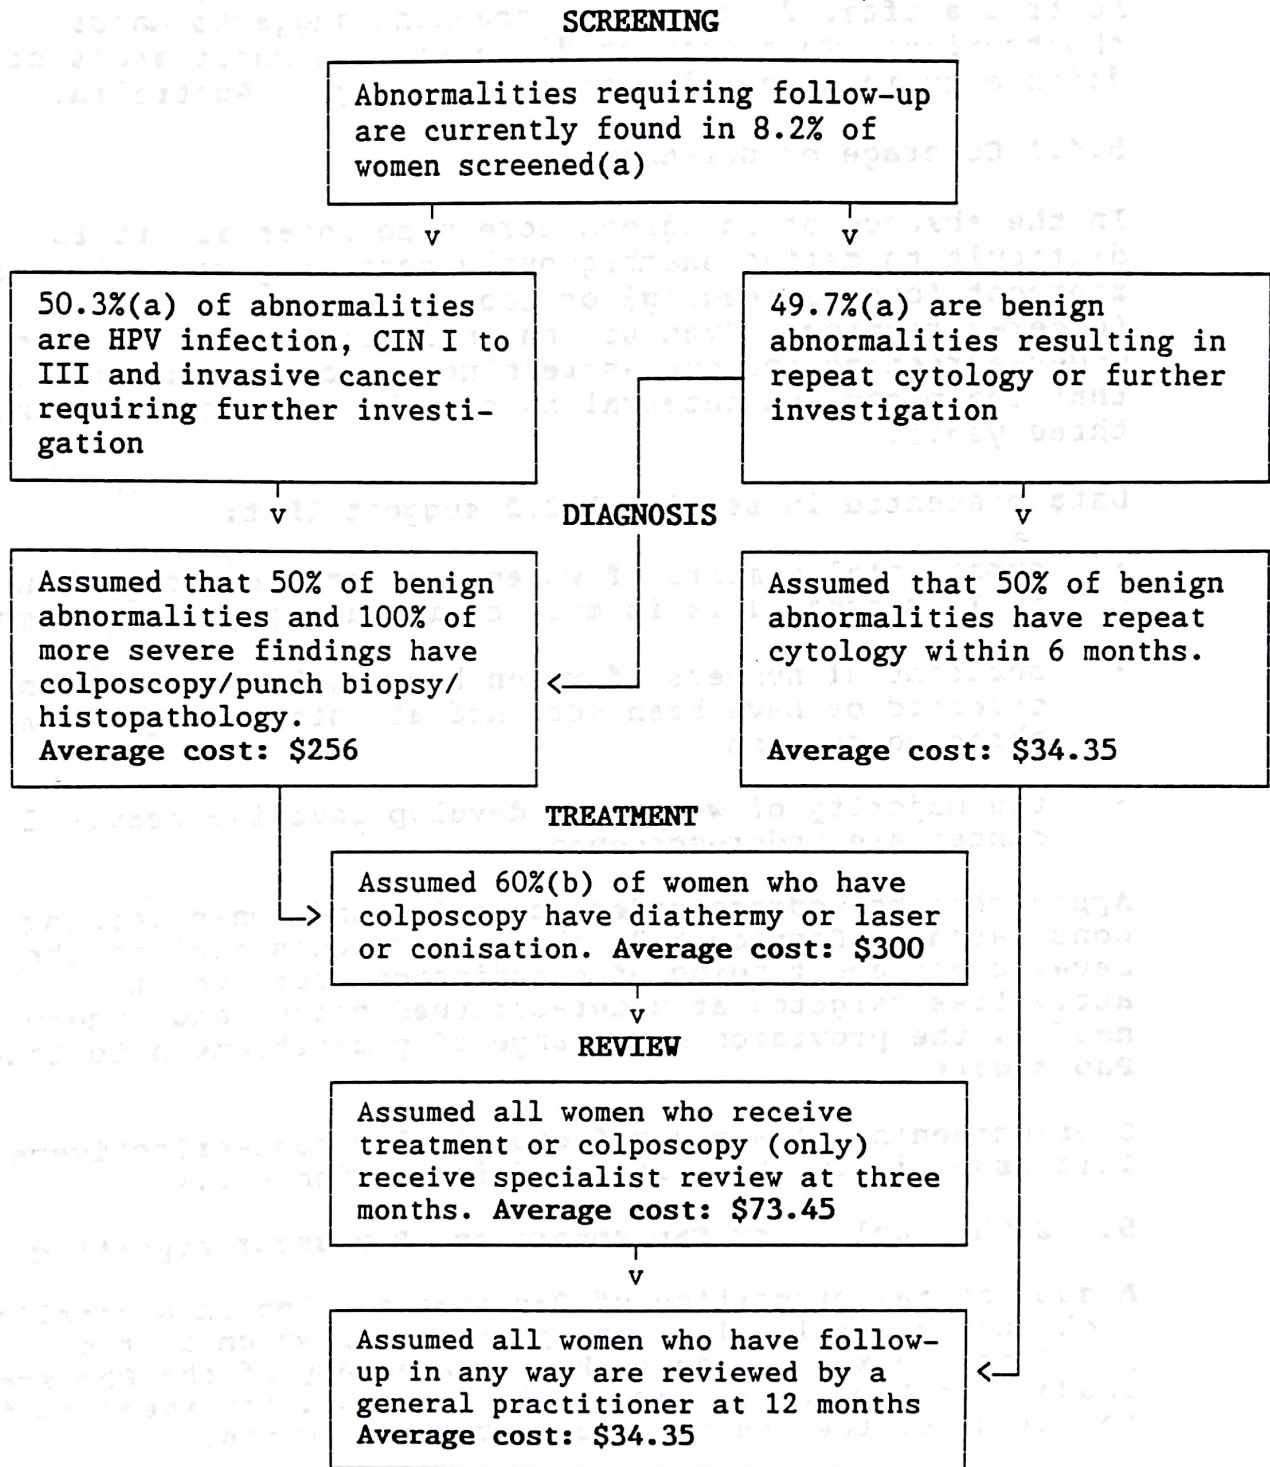 SCREENING
Abnormalities requiring follow-up
are currently found in 8.2% of
women screened(a)
v
v
50.3%(a) of abnormalities
are HPV infection, CIN I to
III and invasive cancer
requiring further investi-
gation
49.7%(a) are benign
abnormalities resulting in
repeat cytology or further
investigation
v
DIAGNOSIS
v
Assumed that 50% of benign
abnormalities and 100% of
more severe findings have
colposcopy/punch biopsy/
histopathology.
Average cost: $256
Assumed that 50% of benign
abnormalities have repeat
cytology within 6 months.
Average cost: $34.35
TREATMENT
Assumed 60%(b) of women who have
colposcopy have diathermy or laser
or conisation. Average cost: $300
v
REVIEW
Assumed all women who receive
treatment or colposcopy (only)
receive specialist review at three
months. Average cost: $73.45
v
Assumed all women who have follow-
up in any way are reviewed by a
general practitioner at 12 months
Average cost: $34.35